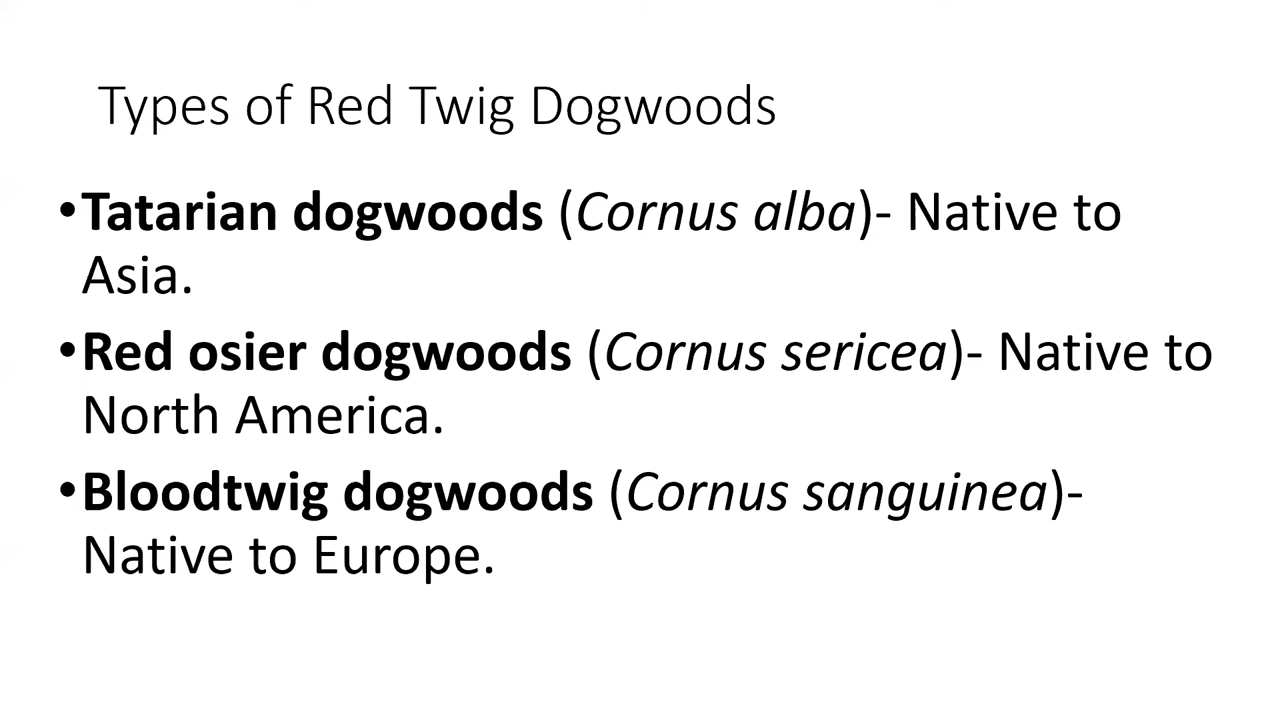 Types of Red Twig Dogwoods
•Tatarian dogwoods (Cornus alba)- Native to
Asia.
•Red osier dogwoods (Cornus sericea)- Native to
North America.
•Bloodtwig dogwoods (Cornus sanguinea)-
Native to Europe.